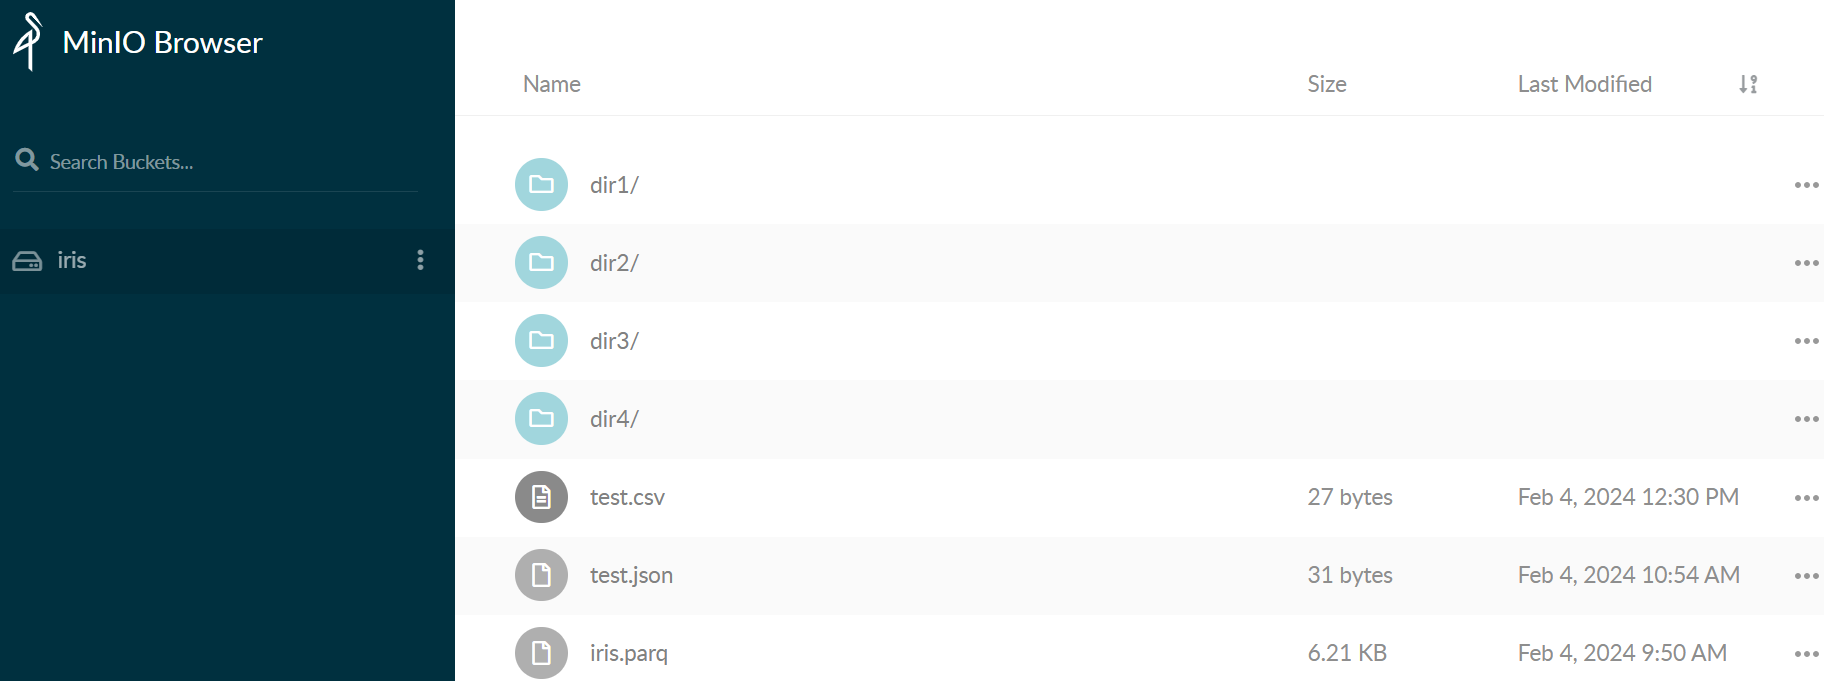 MinIO Browser
Search Buckets...
iris
Name Size Last Modified
dir1/
dir2/
dir3/
dir4/
test.csv 27 bytes Feb 4, 2024 12:30 PM
test.json 31 bytes Feb 4, 2024 10:54 AM
iris.parq 6.21 KB Feb 4, 2024 9:50 AM